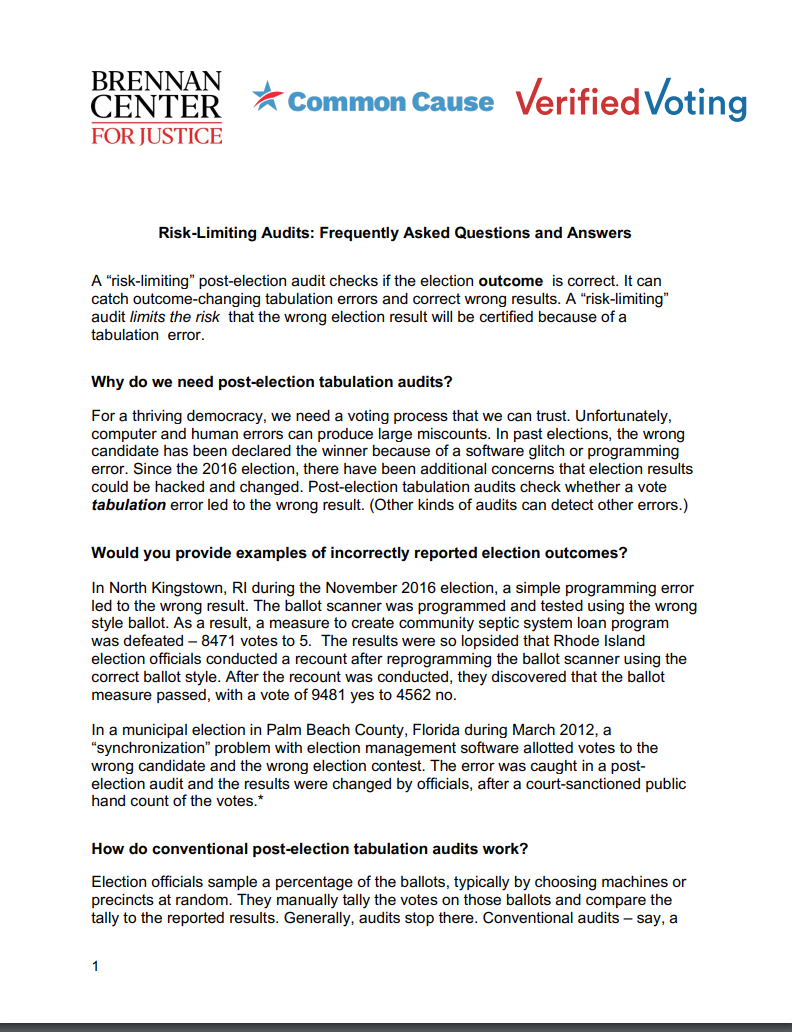 BRENNAN
CENTER
FOR JUSTICE
Common Cause
Verified Voting
Risk-Limiting Audits: Frequently Asked Questions and Answers
A “risk-limiting” post-election audit checks if the election outcome is correct. It can
catch outcome-changing tabulation errors and correct wrong results. A “risk-limiting”
audit limits the risk that the wrong election result will be certified because of a
tabulation error.
Why do we need post-election tabulation audits?
For a thriving democracy, we need a voting process that we can trust. Unfortunately,
computer and human errors can produce large miscounts. In past elections, the wrong
candidate has been declared the winner because of a software glitch or programming
error. Since the 2016 election, there have been additional concerns that election results
could be hacked and changed. Post-election tabulation audits check whether a vote
tabulation error led to the wrong result. (Other kinds of audits can detect other errors.)
Would you provide examples of incorrectly reported election outcomes?
In North Kingstown, RI during the November 2016 election, a simple programming error
led to the wrong result. The ballot scanner was programmed and tested using the wrong
style ballot. As a result, a measure to create community septic system loan program
was defeated – 8471 votes to 5. The results were so lopsided that Rhode Island
election officials conducted a recount after reprogramming the ballot scanner using the
correct ballot style. After the recount was conducted, they discovered that the ballot
measure passed, with a vote of 9481 yes to 4562 no.
In a municipal election in Palm Beach County, Florida during March 2012, a
“synchronization” problem with election management software allotted votes to the
wrong candidate and the wrong election contest. The error was caught in a post-
election audit and the results were changed by officials, after a court-sanctioned public
hand count of the votes.*
How do conventional post-election tabulation audits work?
Election officials sample a percentage of the ballots, typically by choosing machines or
precincts at random. They manually tally the votes on those ballots and compare the
tally to the reported results. Generally, audits stop there. Conventional audits – say, a
1